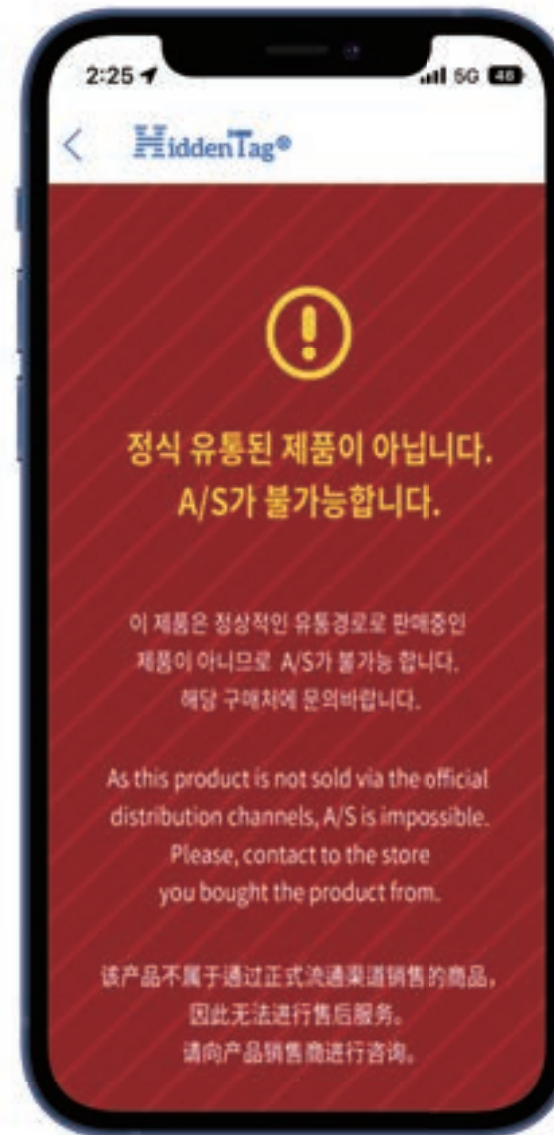 2:25
5G 48
HiddenTag®
정식 유통된 제품이 아닙니다.
A/S가 불가능합니다.
이 제품은 정상적인 유통경로로 판매중인
제품이 아니므로 A/S가 불가능 합니다.
해당 구매처에 문의바랍니다.
As this product is not sold via the official
distribution channels, A/S is impossible.
Please, contact to the store
you bought the product from.
该产品不属于通过正式流通渠道销售的商品，
因此无法进行售后服务。
请向产品销售商进行咨询。